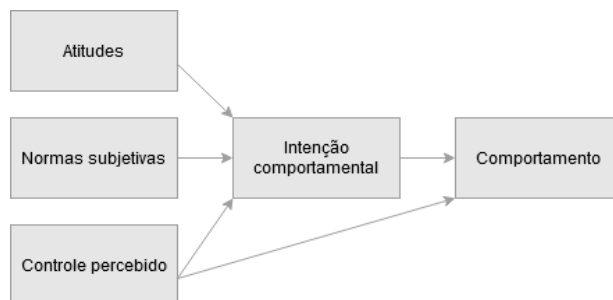 Atitudes
Normas subjetivas
Controle percebido
Intenção
comportamental
Comportamento